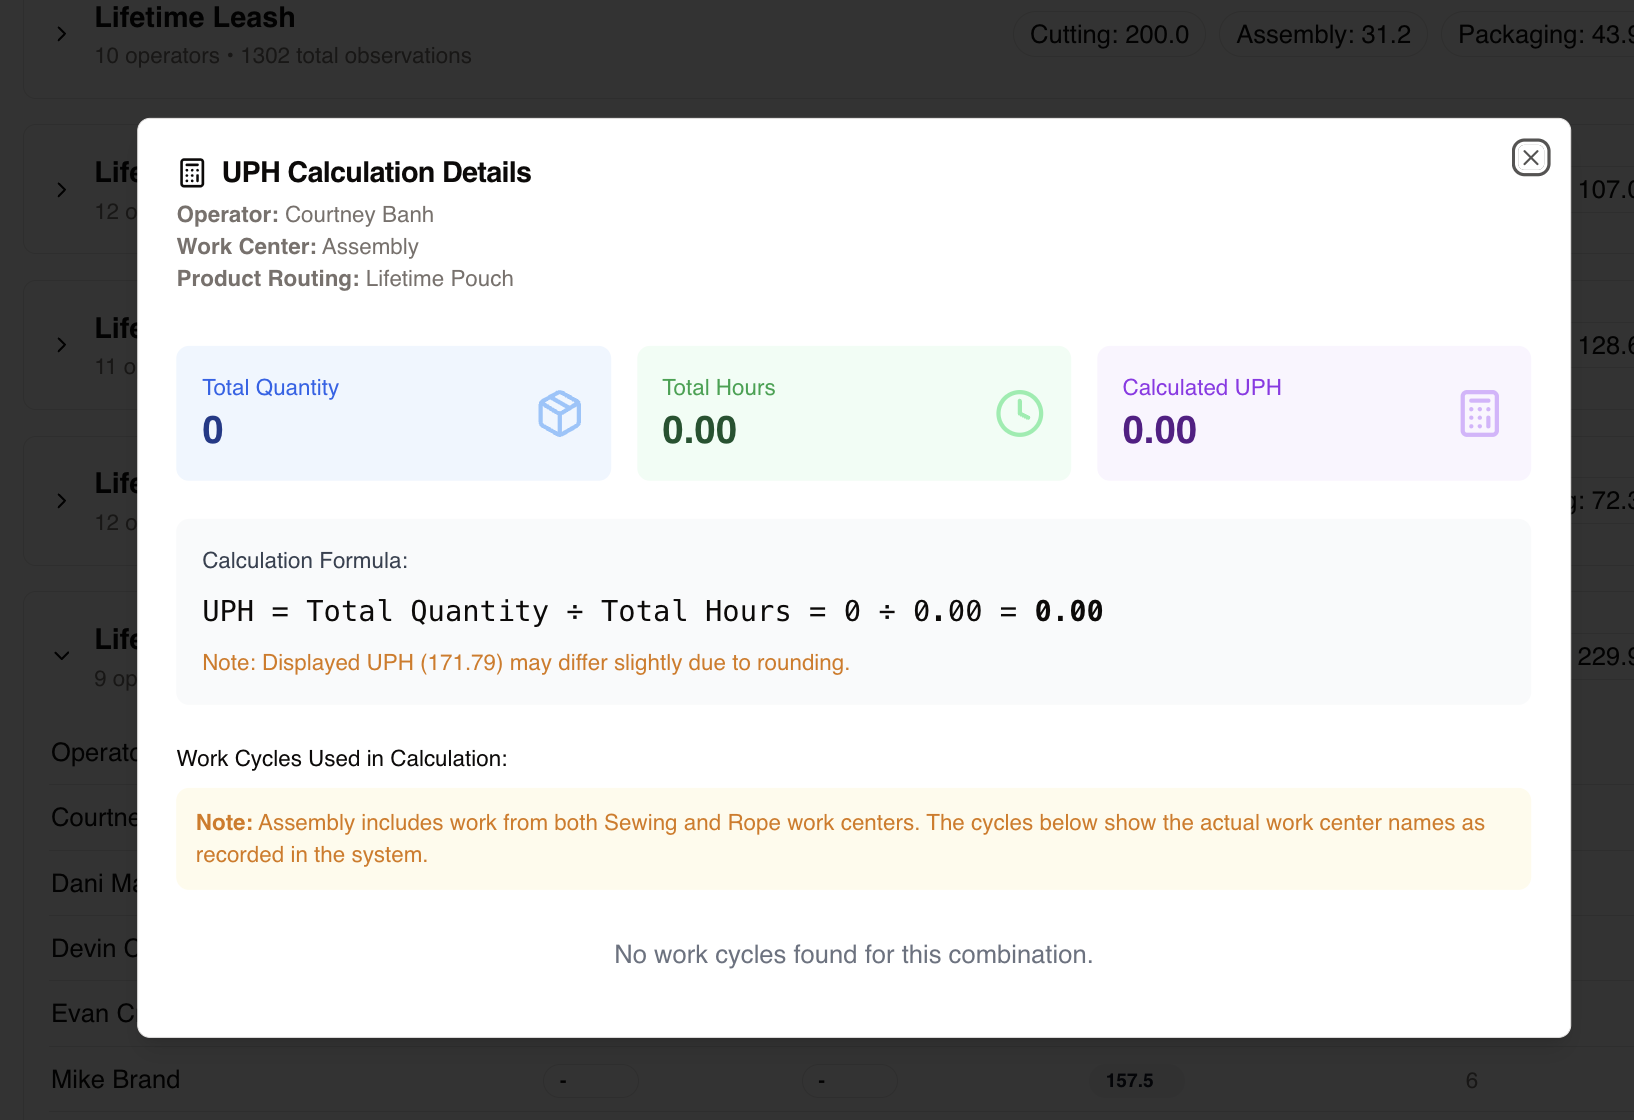 Lifetime Leash
10 operators • 1302 total observations
Cutting: 200.0
Assembly: 31.2
Packaging: 43.9
UPH Calculation Details
Operator: Courtney Banh
Work Center: Assembly
Product Routing: Lifetime Pouch
Life
12 o
107.0
Life
11 o
128.6
Total Quantity
0
Total Hours
0.00
Calculated UPH
0.00
Life
12 o
g: 72.3
Calculation Formula:
UPH = Total Quantity ÷ Total Hours = 0 ÷ 0.00 = 0.00
Note: Displayed UPH (171.79) may differ slightly due to rounding.
Life
9 op
229.9
Work Cycles Used in Calculation:
Note: Assembly includes work from both Sewing and Rope work centers. The cycles below show the actual work center names as
recorded in the system.
No work cycles found for this combination.
Operato
Courtne
Dani Ma
Devin C
Evan C
Mike Brand
-
-
157.5
6